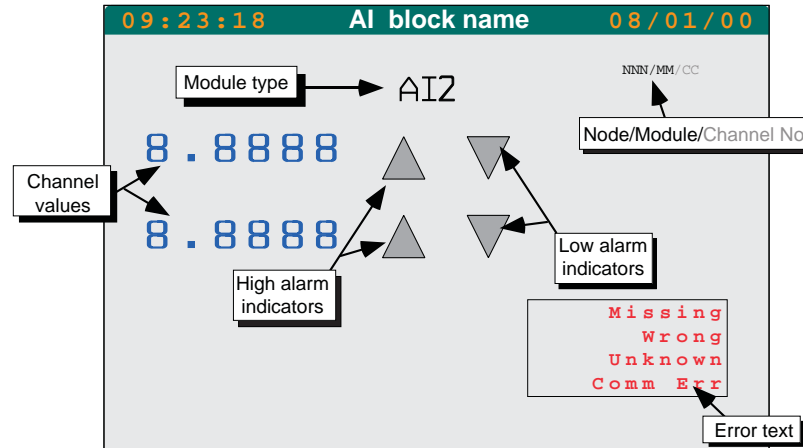 09:23:18 AI block name 08/01/00
Module type
AI2
NNN/MM/CC
Node/Module/Channel No
8.8888
Channel
values
8.8888
High alarm
indicators
Low alarm
indicators
Missing
Wrong
Unknown
Comm Err
Error text